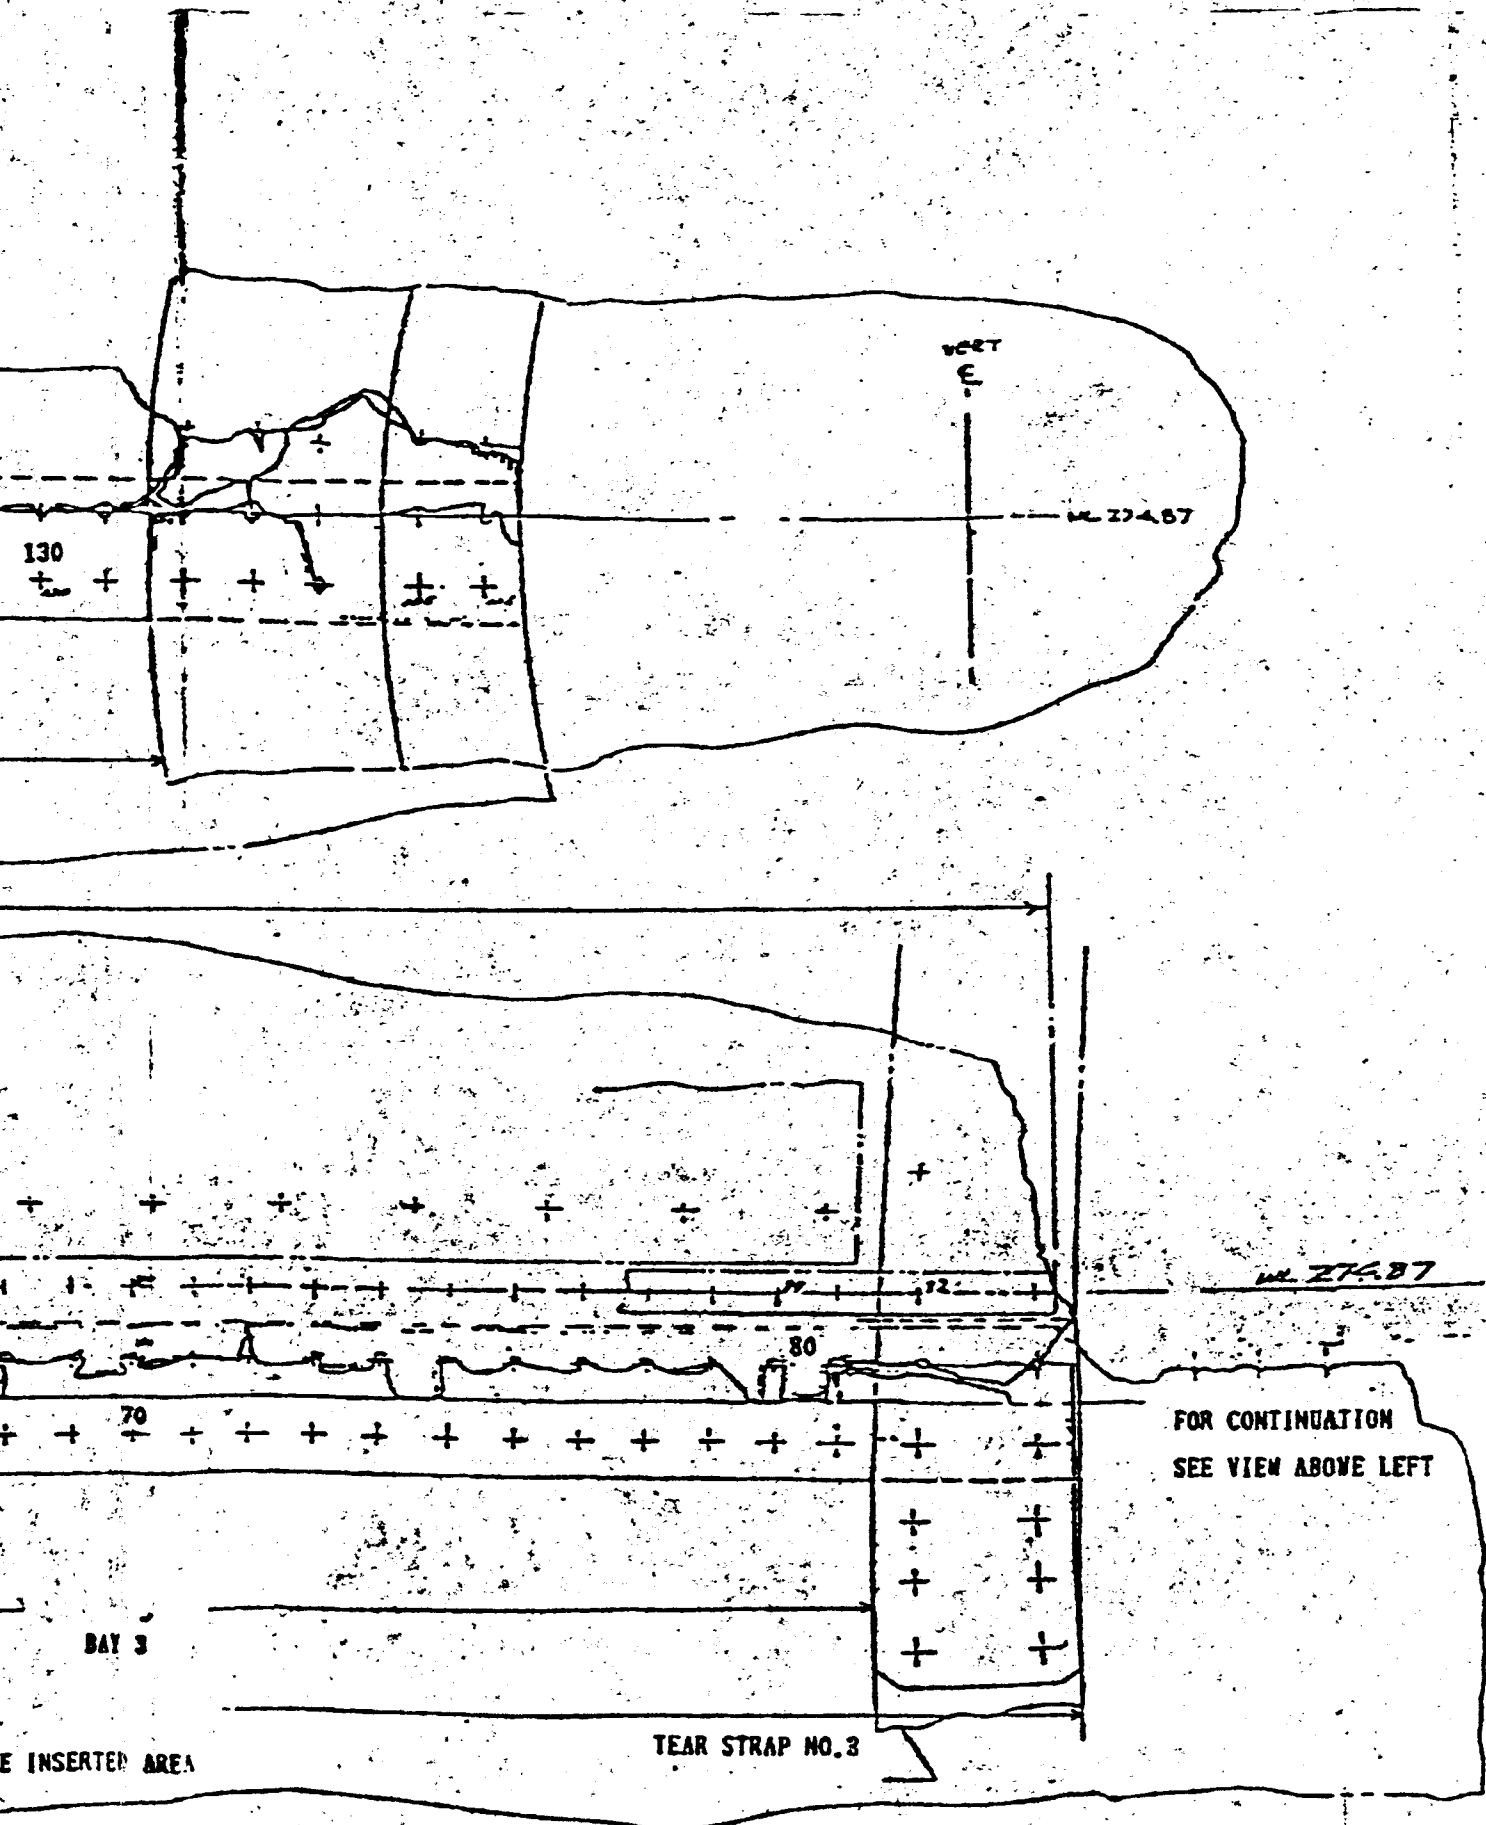 VERT
℄
WL 274.87
130
WL 274.87
82
80
70
FOR CONTINUATION
SEE VIEW ABOVE LEFT
BAY 3
TEAR STRAP NO.3
E INSERTED AREA